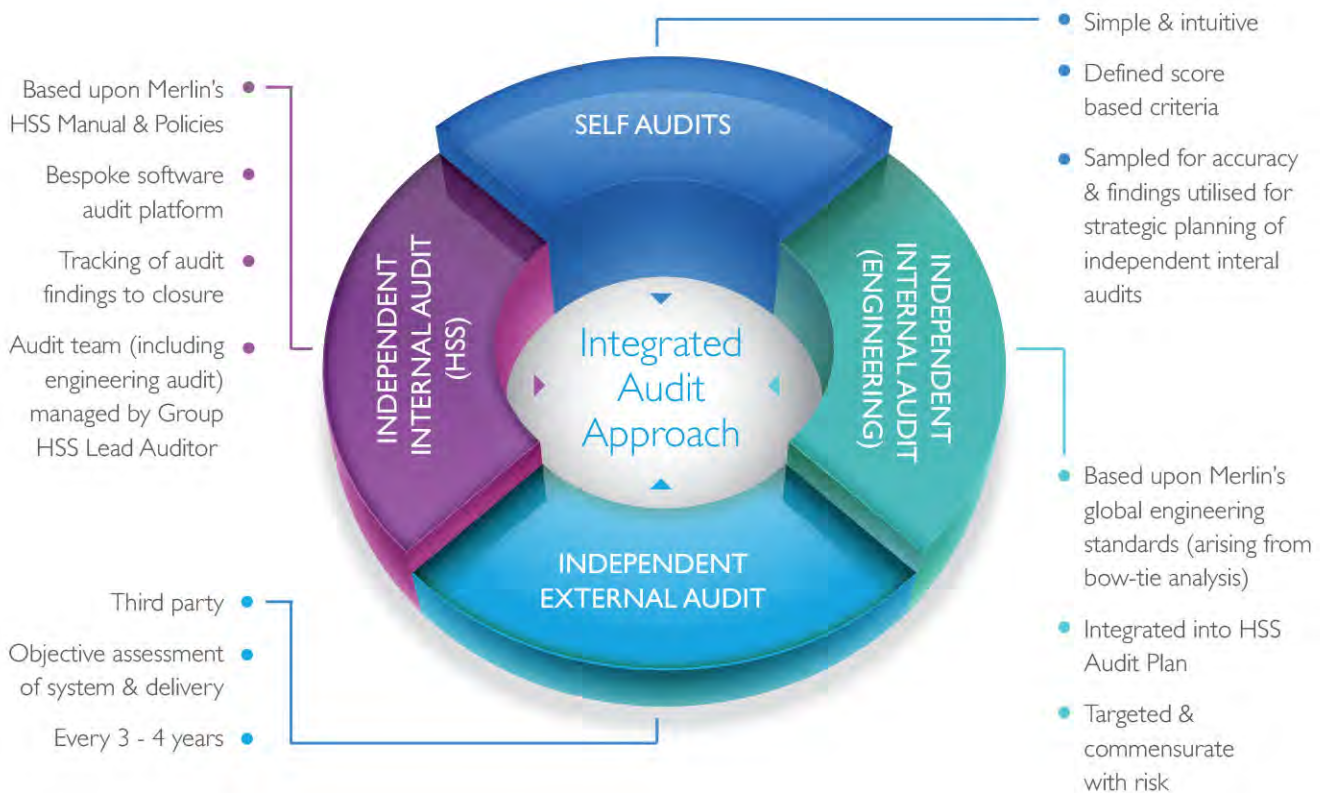 Simple & intuitive
Defined score
based criteria
Sampled for accuracy
& findings utilised for
strategic planning of
independent interal
audits
Based upon Merlin's
HSS Manual & Policies
Bespoke software
audit platform
Tracking of audit
findings to closure
Audit team (including
engineering audit)
managed by Group
HSS Lead Auditor
SELF AUDITS
INDEPENDENT
INTERNAL AUDIT
(HSS)
Integrated
Audit
Approach
INDEPENDENT
INTERNAL AUDIT
(ENGINEERING)
INDEPENDENT
EXTERNAL AUDIT
Third party
Objective assessment
of system & delivery
Every 3 - 4 years
Based upon Merlin's
global engineering
standards (arising from
bow-tie analysis)
Integrated into HSS
Audit Plan
Targeted &
commensurate
with risk